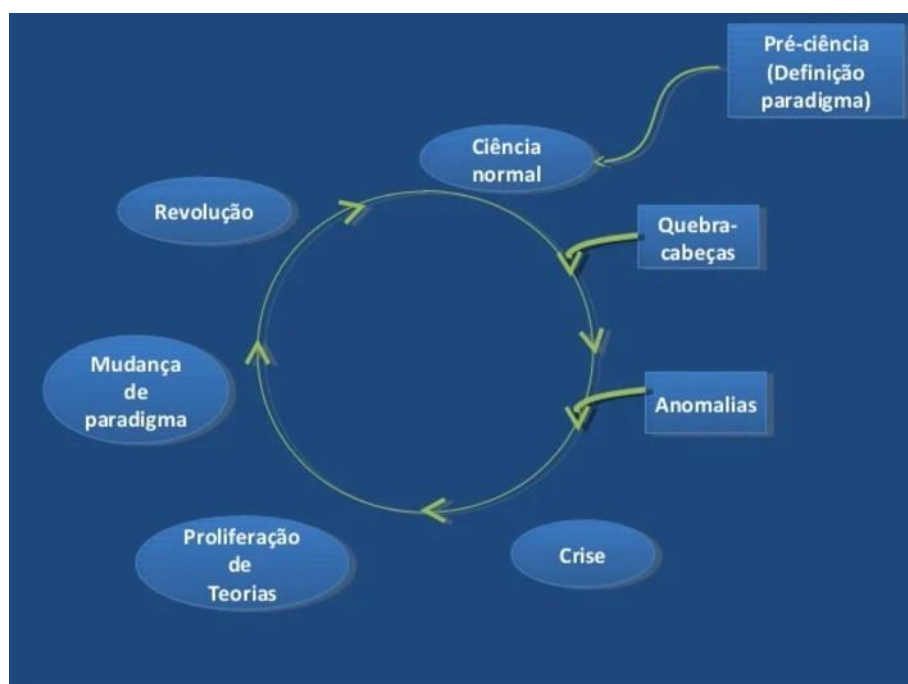 Pré-ciência
(Definição
paradigma)
Ciência
normal
Quebra-
cabeças
Anomalias
Crise
Proliferação
de
Teorias
Mudança
de
paradigma
Revolução